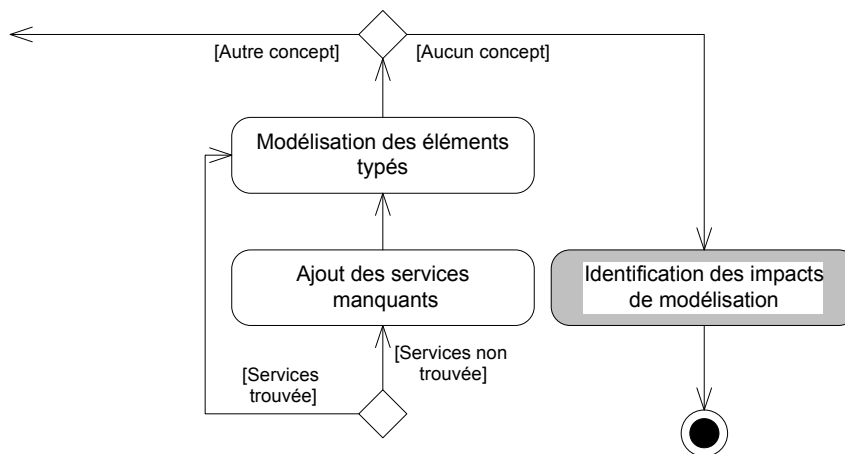 [Autre concept]
[Aucun concept]
Modélisation des éléments
typés
Ajout des services
manquants
Identification des impacts
de modélisation
[Services non
trouvée]
[Services
trouvée]